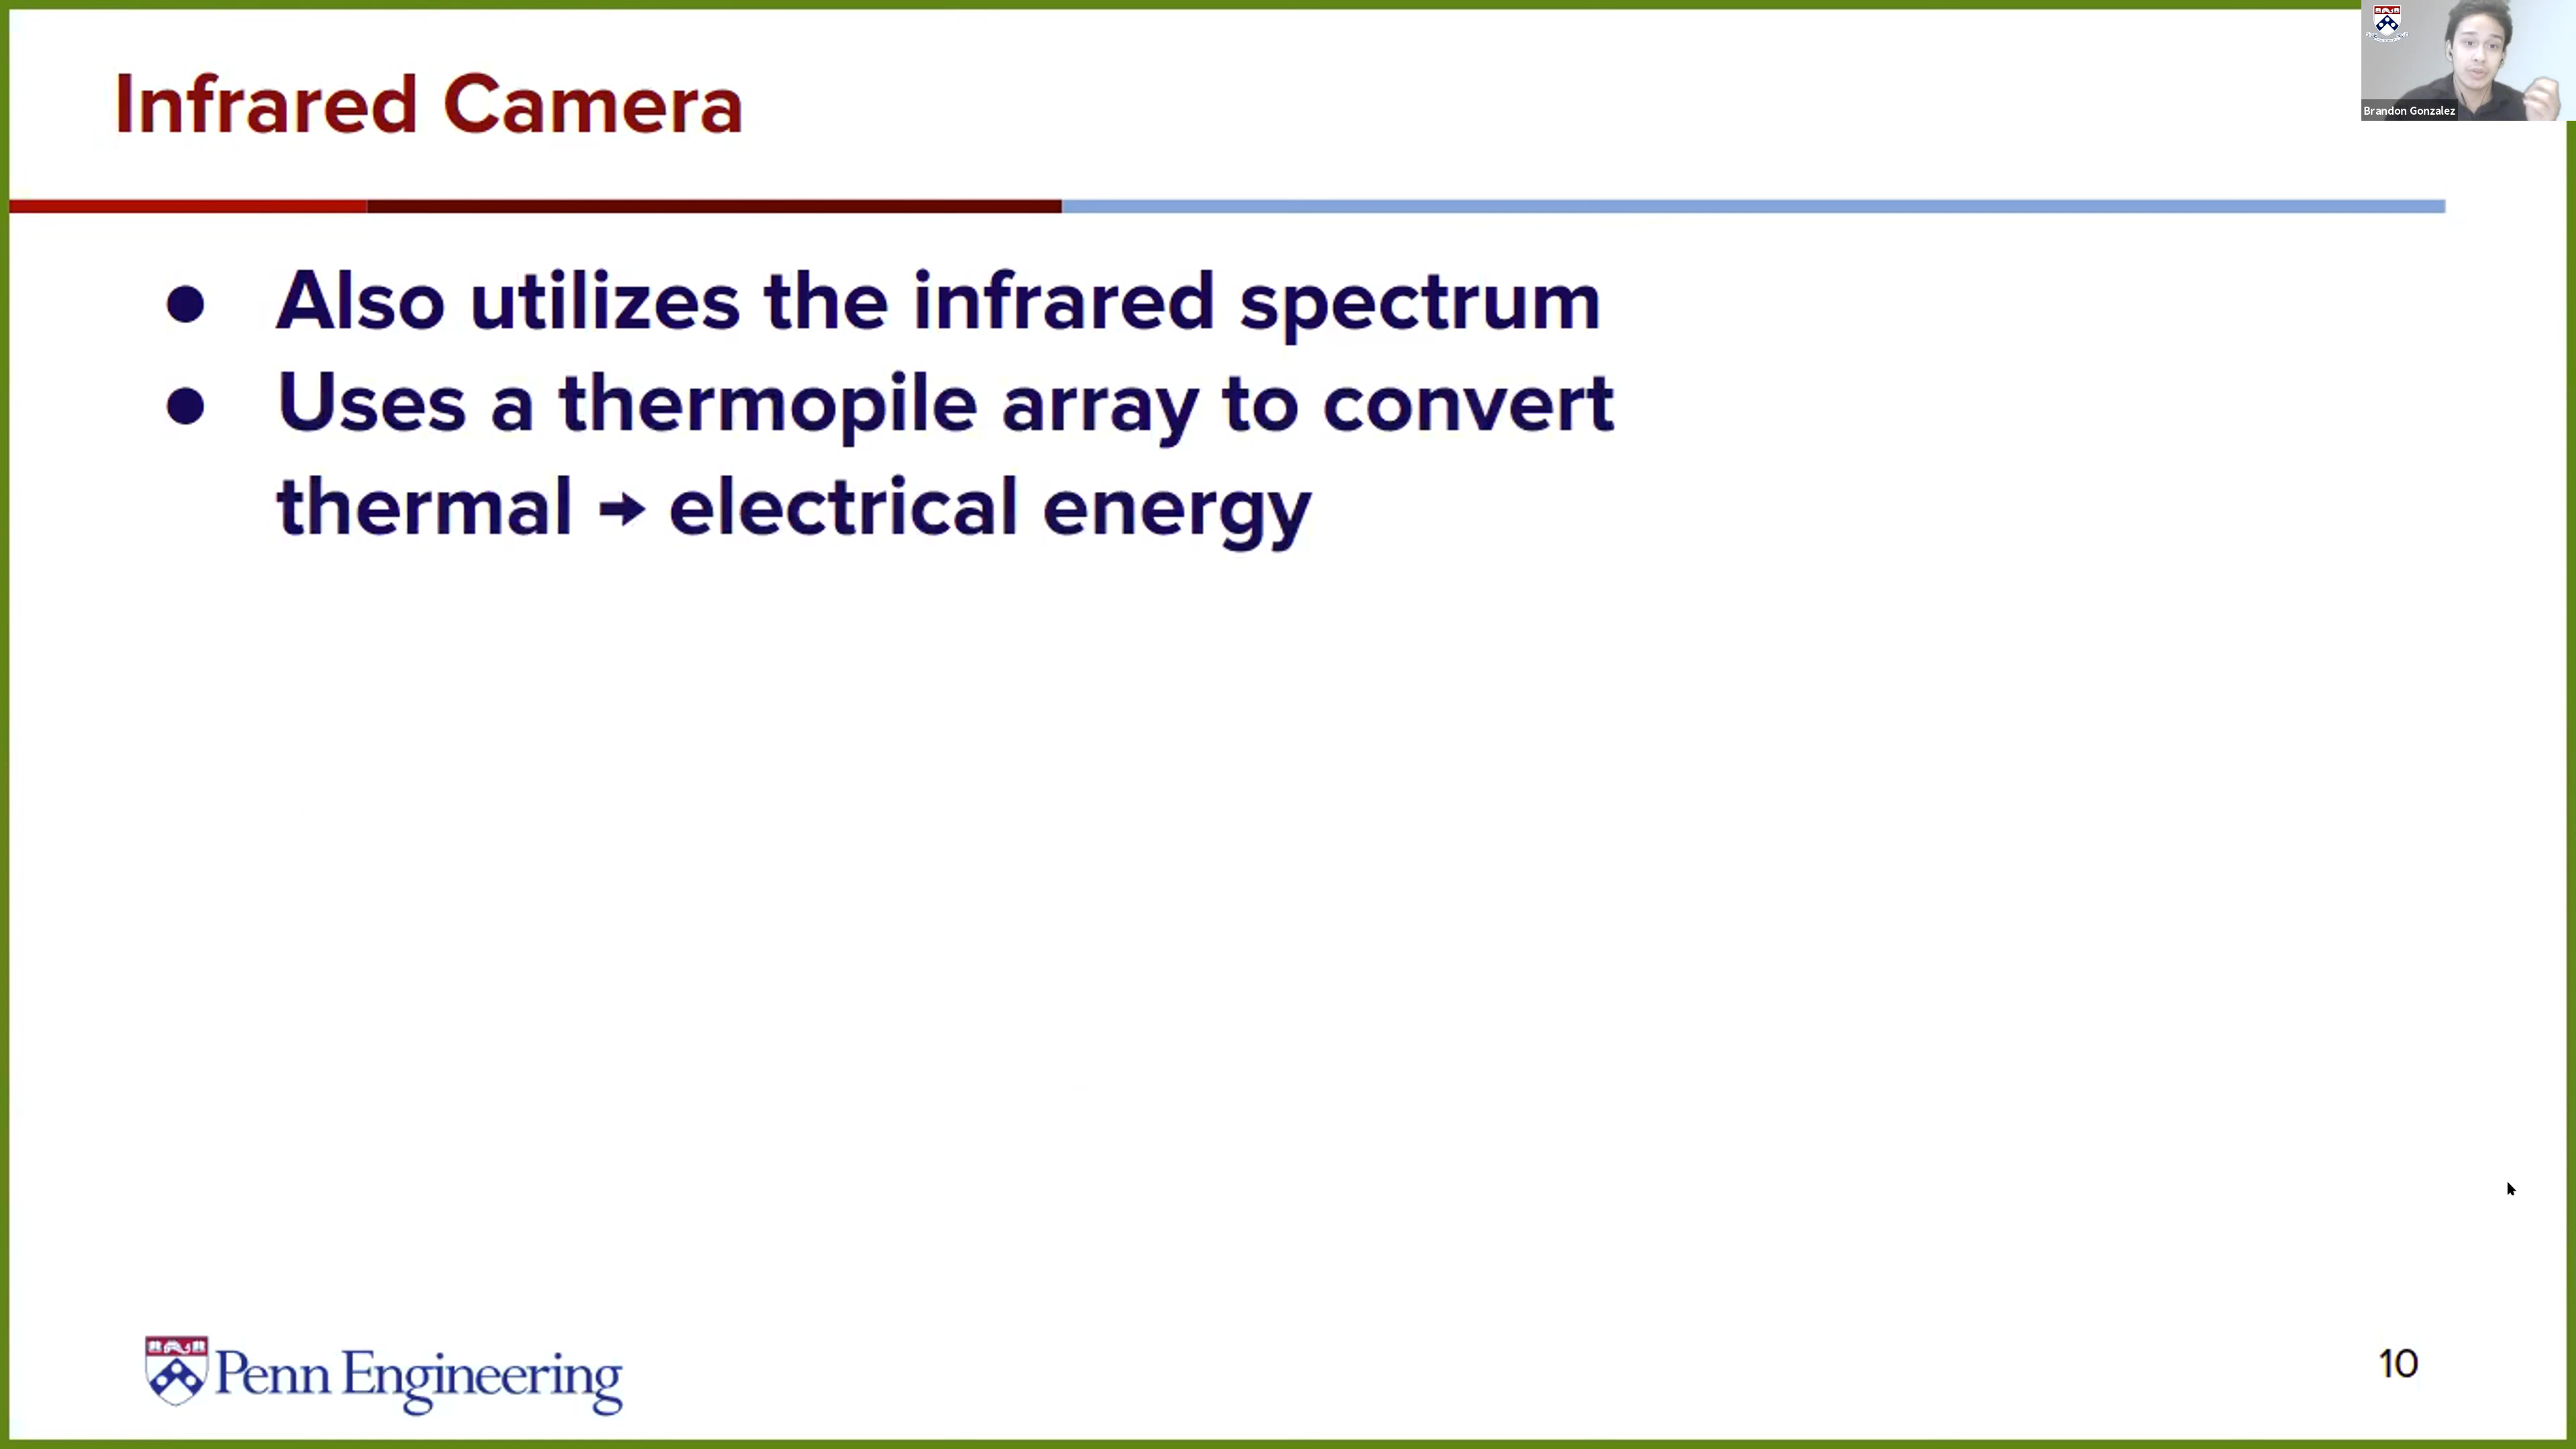 Infrared Camera
Brandon Gonzalez
● Also utilizes the infrared spectrum
● Uses a thermopile array to convert
thermal → electrical energy
Penn Engineering
10